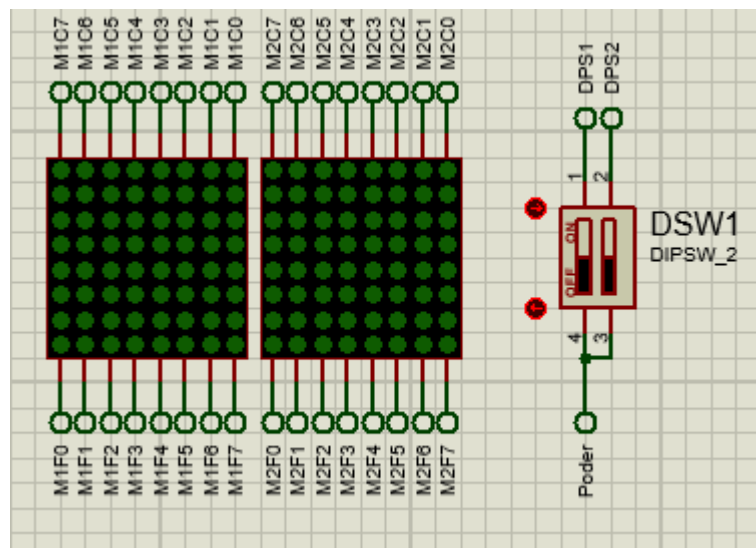 M1C7
M1C6
M1C5
M1C4
M1C3
M1C2
M1C1
M1C0
M2C7
M2C6
M2C5
M2C4
M2C3
M2C2
M2C1
M2C0
DPS1
DPS2
1
2
ON
OFF
DSW1
DIPSW_2
4
3
M1F0
M1F1
M1F2
M1F3
M1F4
M1F5
M1F6
M1F7
M2F0
M2F1
M2F2
M2F3
M2F4
M2F5
M2F6
M2F7
Poder